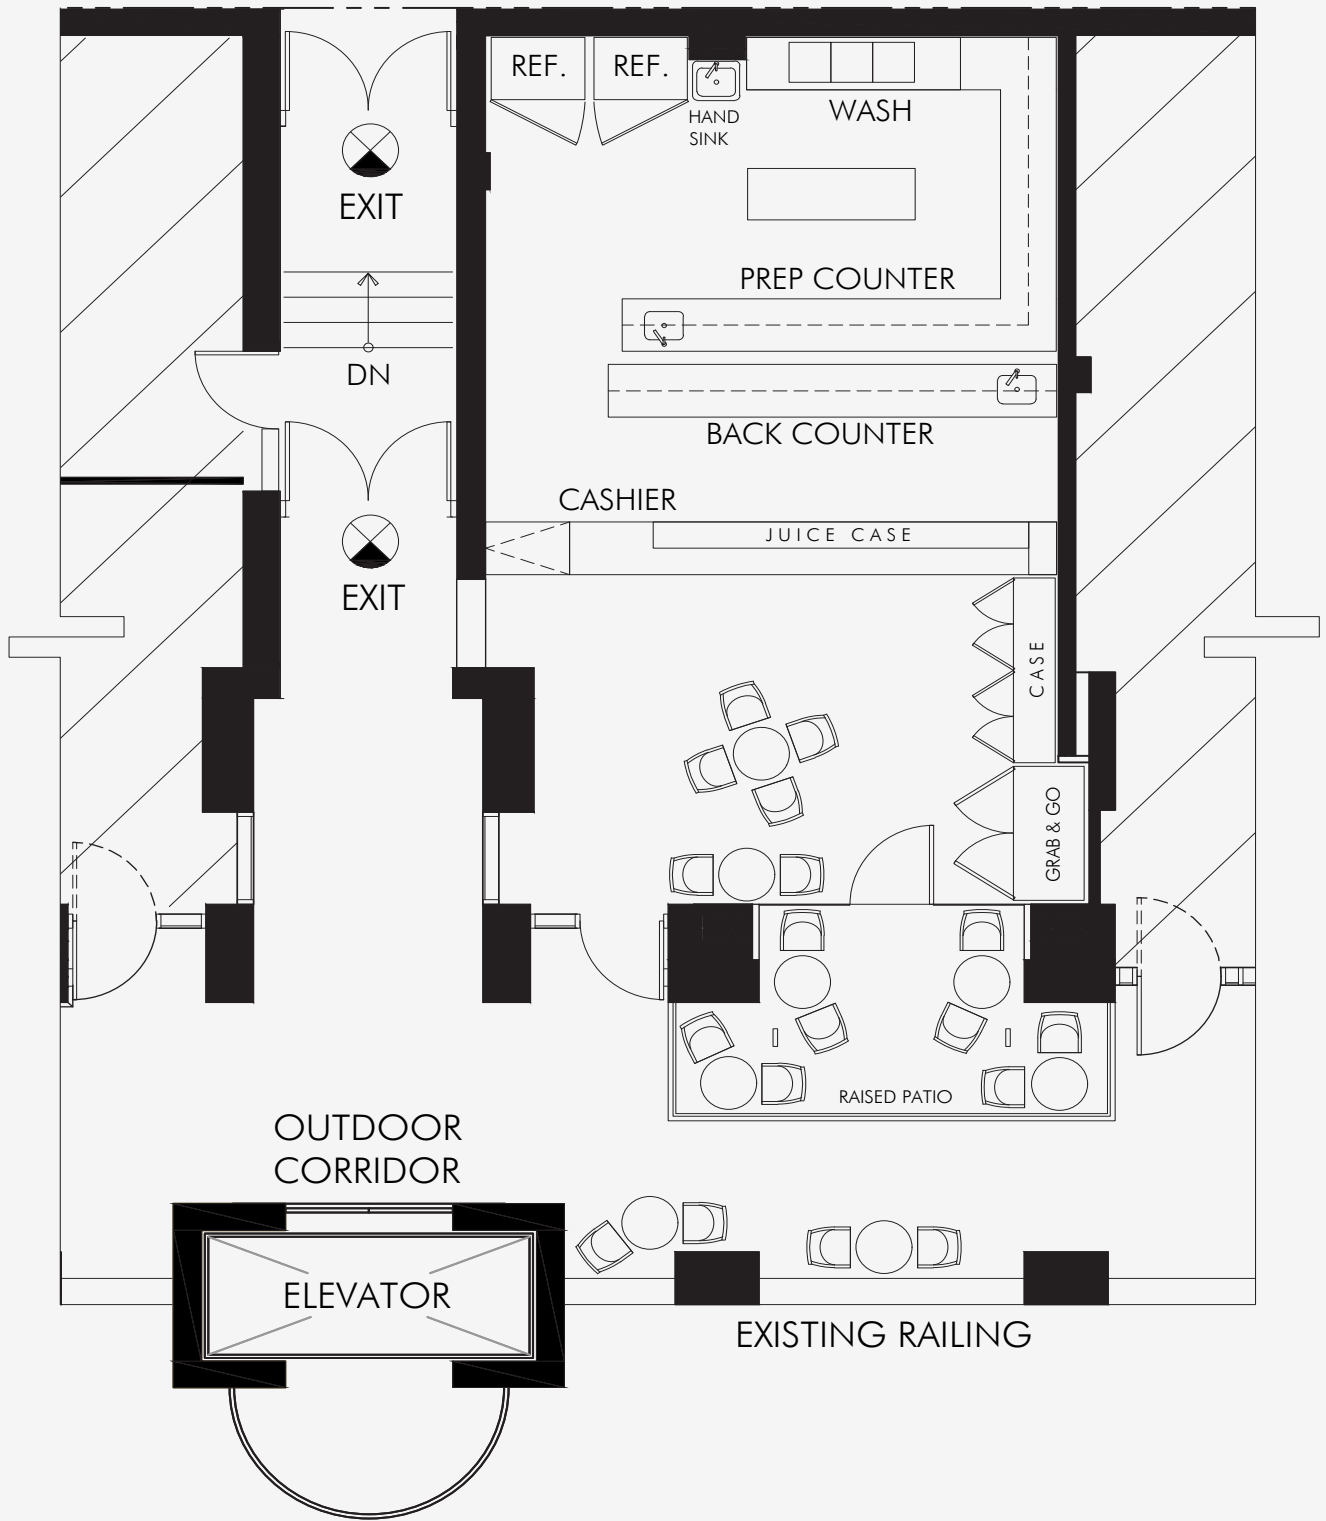 REF.
REF.
HAND
SINK
WASH
EXIT
PREP COUNTER
DN
BACK COUNTER
CASHIER
JUICE CASE
EXIT
CASE
GRAB & GO
RAISED PATIO
OUTDOOR
CORRIDOR
ELEVATOR
EXISTING RAILING